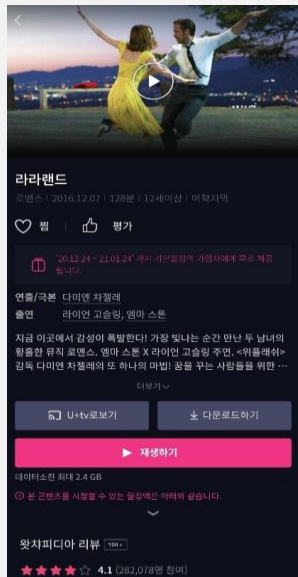 라라랜드
로맨스 | 2016.12.07 | 128분 | 12세이상 | 어학자막
찜 | 평가
'20.12.24 ~ 21.01.24' 까지 기본월정액 가입자에게 무료 제공
됩니다.
연출/극본 다미엔 차젤레
출연 라이언 고슬링, 엠마 스톤
지금 이곳에서 감성이 폭발한다! 가장 빛나는 순간 만난 두 남녀의
황홀한 뮤직 로맨스. 엠마 스톤 X 라이언 고슬링 주연. <위플래쉬>
감독 다미엔 차젤레의 또 하나의 마법! 꿈을 꾸는 사람들을 위한 …
더보기
U+tv로보기 다운로드하기
재생하기
데이터소진 최대 2.4 GB
본 콘텐츠를 시청할 수 있는 월정액은 아래와 같습니다.
왓챠피디아 리뷰 100+
4.1 (282,078명 참여)